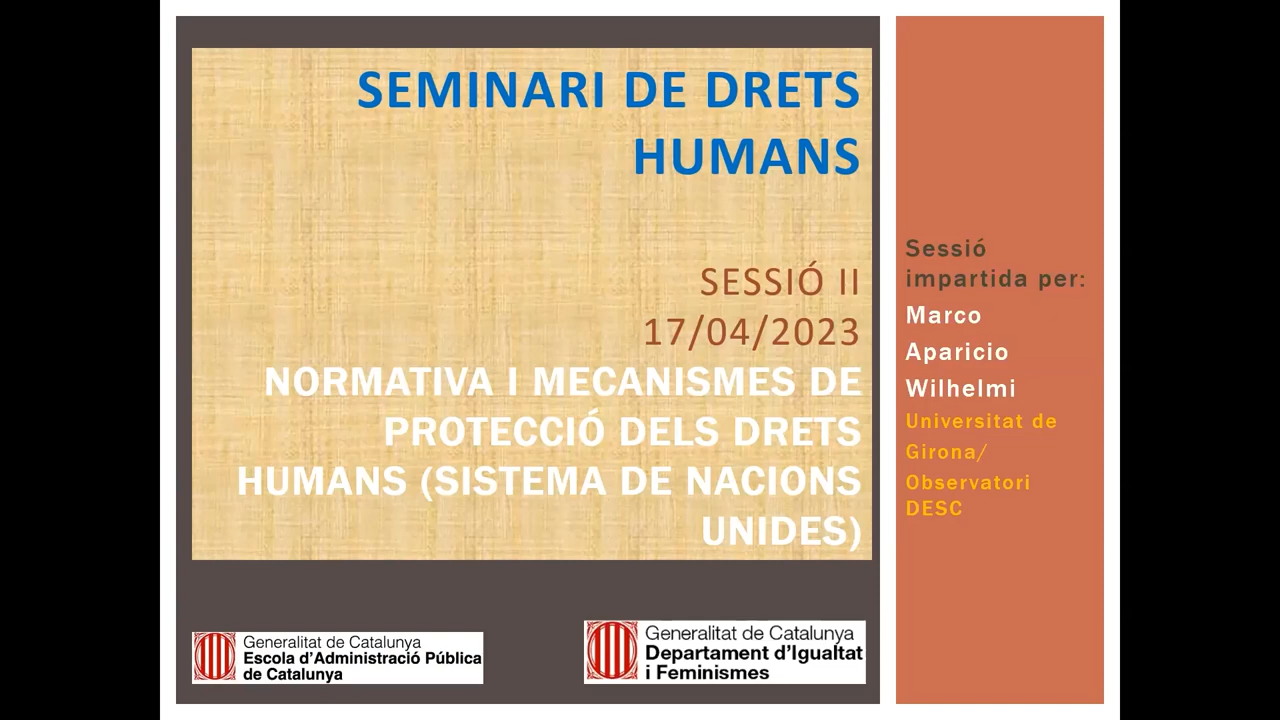 SEMINARI DE DRETS
HUMANS
SESSIÓ II
17/04/2023
NORMATIVA I MECANISMES DE
PROTECCIÓ DELS DRETS
HUMANS (SISTEMA DE NACIONS
UNIDES)
Sessió
impartida per:
Marco
Aparicio
Wilhelmi
Universitat de
Girona/
Observatori
DESC
Generalitat de Catalunya
Escola d'Administració Pública
de Catalunya
Generalitat de Catalunya
Departament d'Igualtat
i Feminismes